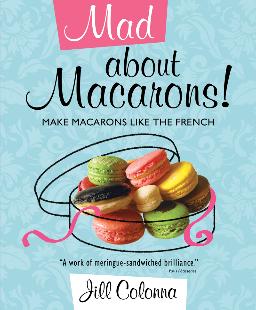 Mad
about
Macarons!
MAKE MACARONS LIKE THE FRENCH
"A work of meringue-sandwiched brilliance."
Jill Colonna